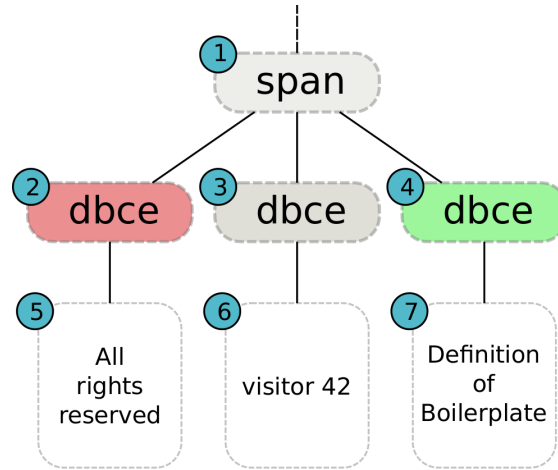 1
span
2
dbce
3
dbce
4
dbce
5
All
rights
reserved
6
visitor 42
7
Definition
of
Boilerplate